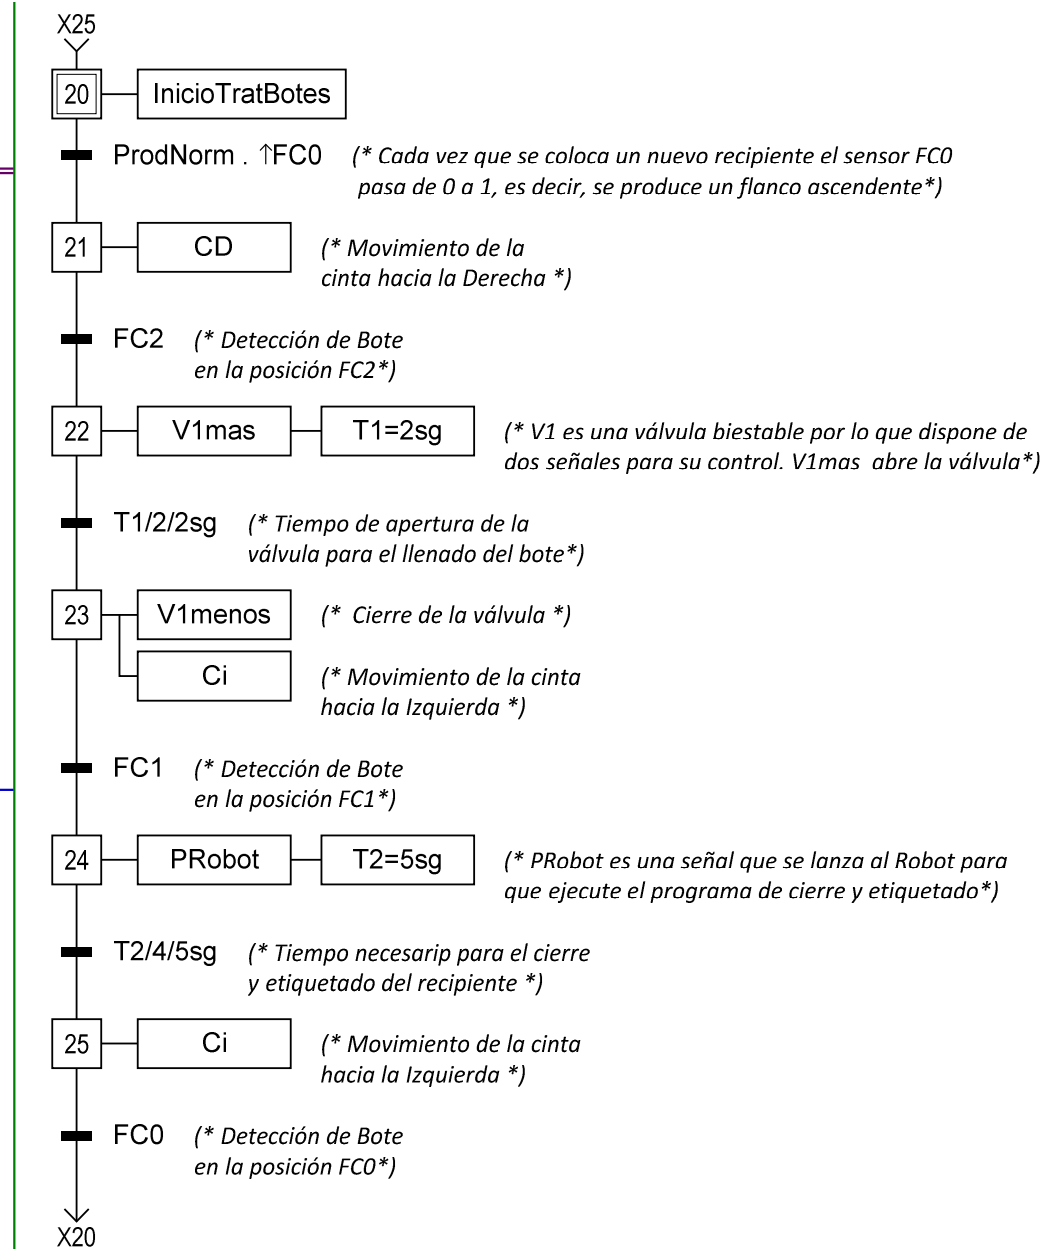 X25
20 InicioTratBotes
ProdNorm . ↑FC0 (* Cada vez que se coloca un nuevo recipiente el sensor FC0
pasa de 0 a 1, es decir, se produce un flanco ascendente*)
21 CD (* Movimiento de la
cinta hacia la Derecha *)
FC2 (* Detección de Bote
en la posición FC2*)
22 V1mas T1=2sg (* V1 es una válvula biestable por lo que dispone de
dos señales para su control. V1mas abre la válvula*)
T1/2/2sg (* Tiempo de apertura de la
válvula para el llenado del bote*)
23 V1menos (* Cierre de la válvula *)
Ci (* Movimiento de la cinta
hacia la Izquierda *)
FC1 (* Detección de Bote
en la posición FC1*)
24 PRobot T2=5sg (* PRobot es una señal que se lanza al Robot para
que ejecute el programa de cierre y etiquetado*)
T2/4/5sg (* Tiempo necesarip para el cierre
y etiquetado del recipiente *)
25 Ci (* Movimiento de la cinta
hacia la Izquierda *)
FC0 (* Detección de Bote
en la posición FC0*)
X20